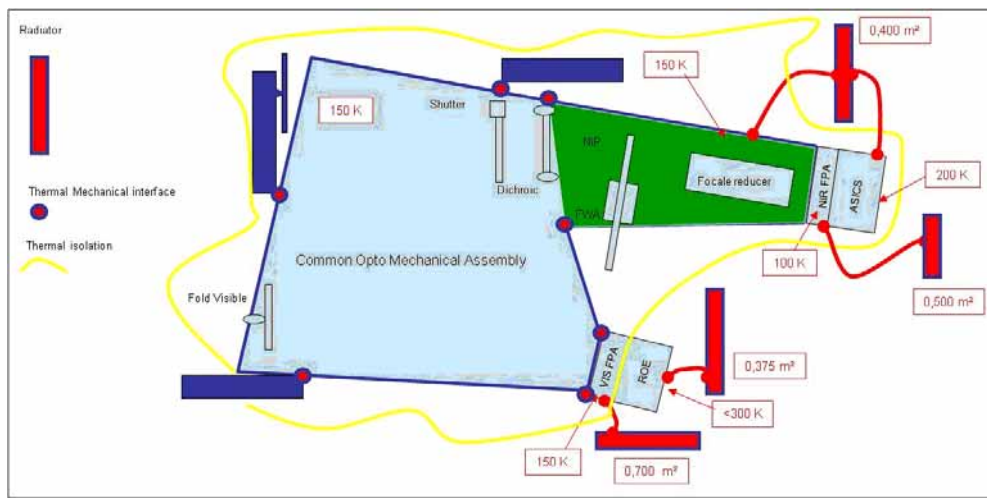 Radiator
Thermal Mechanical interface
Thermal isolation
150 K
Shutter
Dichroic
NIP
FWA
Focale reducer
150 K
0,400 m²
NIR FPA
ASICS
200 K
100 K
0,500 m²
Common Opto Mechanical Assembly
Fold Visible
VIS FPA
ROE
0,375 m²
<300 K
150 K
0,700 m²